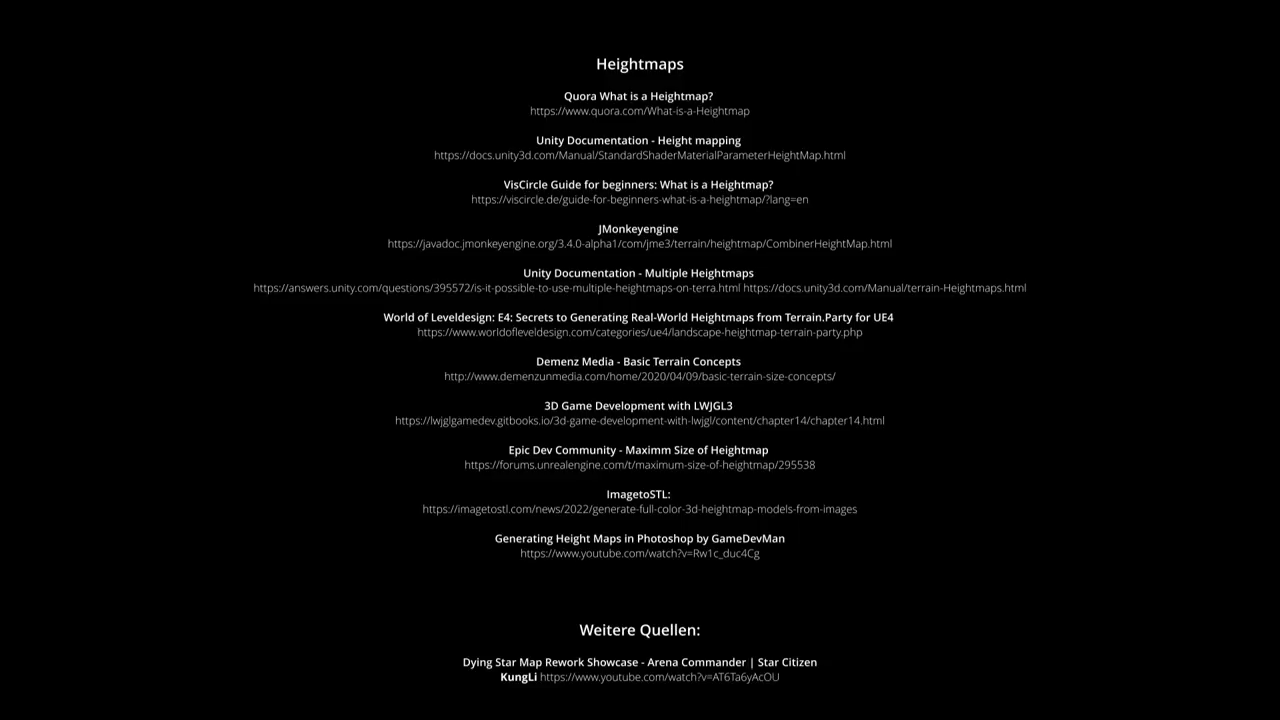 Heightmaps
Quora What is a Heightmap?
https://www.quora.com/What-is-a-Heightmap
Unity Documentation - Height mapping
https://docs.unity3d.com/Manual/StandardShaderMaterialParameterHeightMap.html
VisCircle Guide for beginners: What is a Heightmap?
https://viscircle.de/guide-for-beginners-what-is-a-heightmap/?lang=en
JMonkeyengine
https://javadoc.jmonkeyengine.org/3.4.0-alpha1/com/jme3/terrain/heightmap/CombinerHeightMap.html
Unity Documentation - Multiple Heightmaps
https://answers.unity.com/questions/395572/is-it-possible-to-use-multiple-heightmaps-on-terra.html https://docs.unity3d.com/Manual/terrain-Heightmaps.html
World of Leveldesign: E4: Secrets to Generating Real-World Heightmaps from Terrain.Party for UE4
https://www.worldofleveldesign.com/categories/ue4/landscape-heightmap-terrain-party.php
Demenz Media - Basic Terrain Concepts
http://www.demenzunmedia.com/home/2020/04/09/basic-terrain-size-concepts/
3D Game Development with LWJGL3
https://lwjglgamedev.gitbooks.io/3d-game-development-with-lwjgl/content/chapter14/chapter14.html
Epic Dev Community - Maximm Size of Heightmap
https://forums.unrealengine.com/t/maximum-size-of-heightmap/295538
ImagetoSTL:
https://imagetostl.com/news/2022/generate-full-color-3d-heightmap-models-from-images
Generating Height Maps in Photoshop by GameDevMan
https://www.youtube.com/watch?v=Rw1c_duc4Cg
Weitere Quellen:
Dying Star Map Rework Showcase - Arena Commander | Star Citizen
KungLi https://www.youtube.com/watch?v=AT6Ta6yAcOU